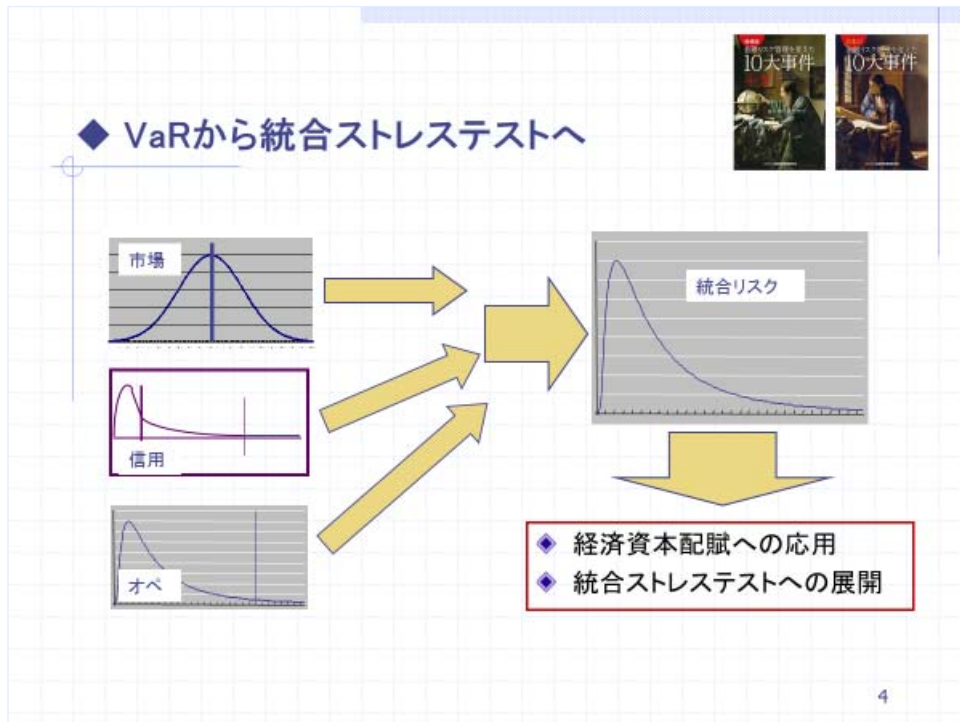 10大事件
10大事件
◆ VaRから統合ストレステストへ
市場
信用
オペ
統合リスク
経済資本配賦への応用
統合ストレステストへの展開
4